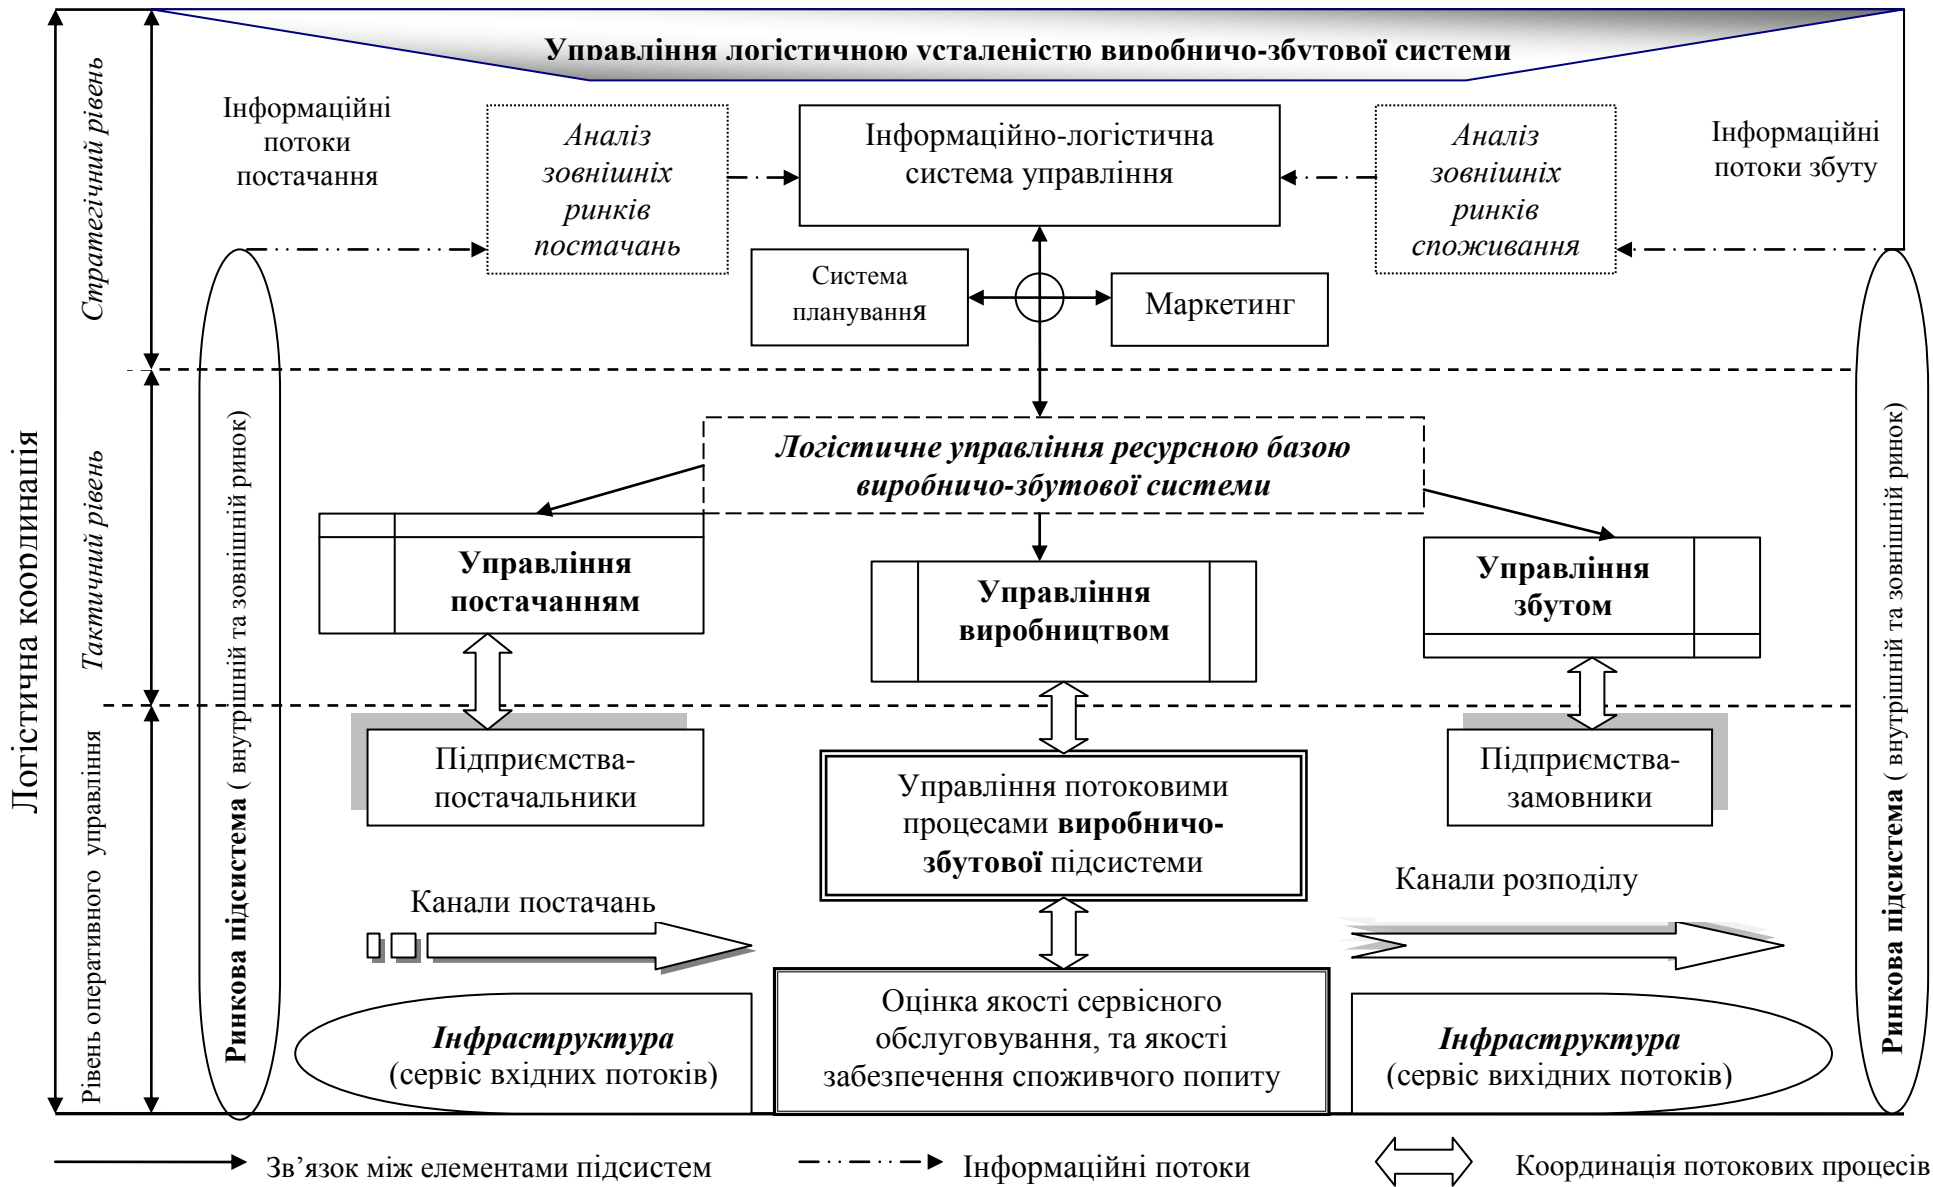 Управління логістичною усталеністю виробничо-збутової системи
Логістична координація
Стратегічний рівень
Тактичний рівень
Рівень оперативного управління
Інформаційні
потоки
постачання
Аналіз
зовнішніх
ринків
постачань
Інформаційно-логістична
система управління
Аналіз
зовнішніх
ринків
споживання
Інформаційні
потоки збуту
Система
планування
Маркетинг
Ринкова підсистема ( внутрішній та зовнішній ринок)
Логістичне управління ресурсною базою
виробничо-збутової системи
Управління
постачанням
Управління
виробництвом
Управління
збутом
Ринкова підсистема ( внутрішній та зовнішній ринок)
Підприємства-
постачальники
Управління потоковими
процесами виробничо-
збутової підсистеми
Підприємства-
замовники
Канали постачань
Канали розподілу
Інфраструктура
(сервіс вхідних потоків)
Оцінка якості сервісного
обслуговування, та якості
забезпечення споживчого попиту
Інфраструктура
(сервіс вихідних потоків)
Зв’язок між елементами підсистем
Інформаційні потоки
Координація потокових процесів